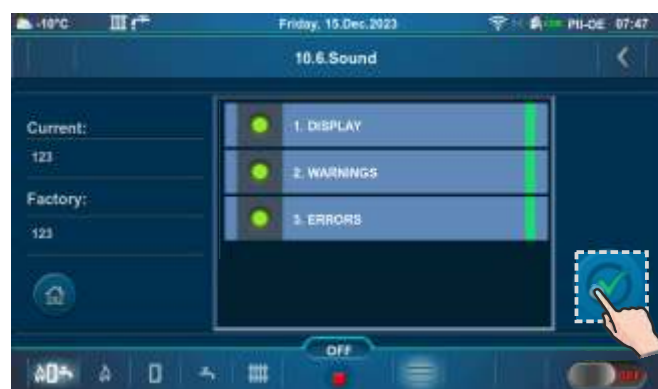 -10°C Friday, 15.Dec.2023 PII-OE 07:47
10.6.Sound
Current:
123
Factory:
123
1. DISPLAY
2. WARNINGS
3. ERRORS
OFF
OFF